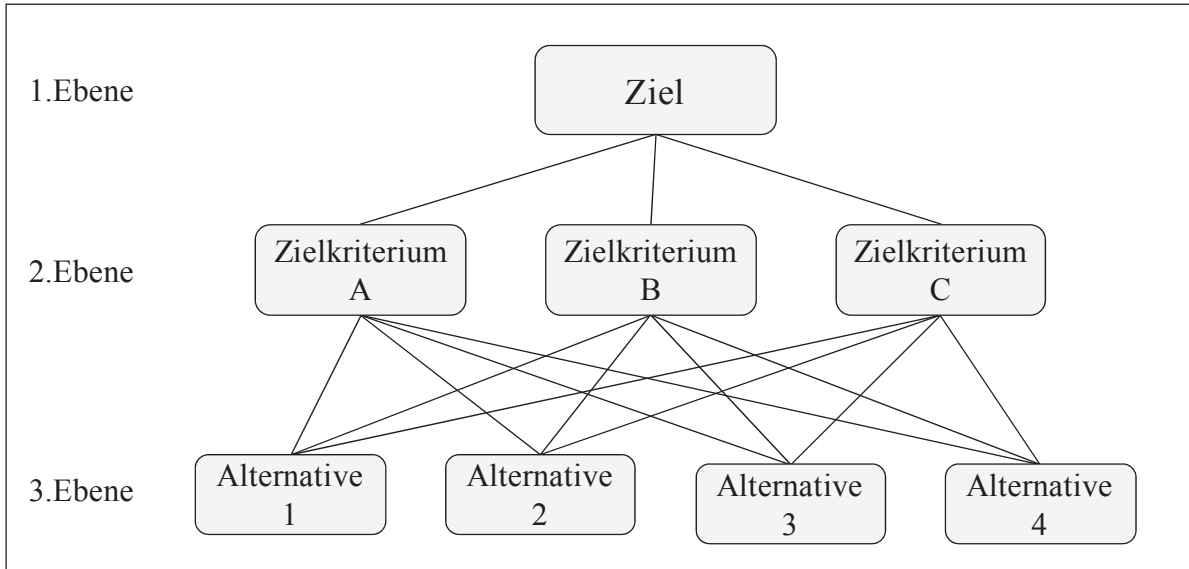 1.Ebene
Ziel
2.Ebene
Zielkriterium
A
Zielkriterium
B
Zielkriterium
C
3.Ebene
Alternative
1
Alternative
2
Alternative
3
Alternative
4